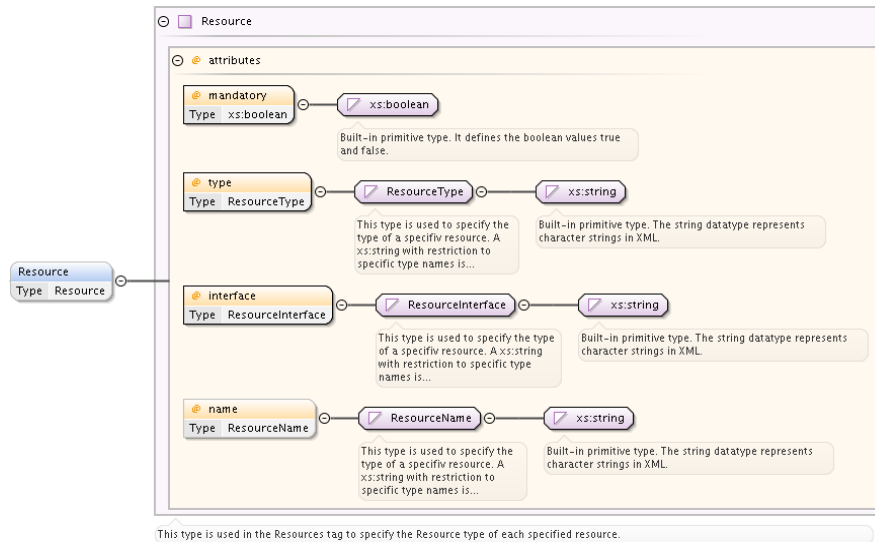 Resource
@ attributes
@ mandatory
Type xs:boolean
xs:boolean
Built-in primitive type. It defines the boolean values true
and false.
@ type
Type ResourceType
ResourceType
xs:string
This type is used to specify the
type of a specifiv resource. A
xs:string with restriction to
specific type names is...
Built-in primitive type. The string datatype represents
character strings in XML.
Resource
Type Resource
@ interface
Type ResourceInterface
ResourceInterface
xs:string
This type is used to specify the type
of a specifiv resource. A xs:string
with restriction to specific type
names is...
Built-in primitive type. The string datatype represents
character strings in XML.
@ name
Type ResourceName
ResourceName
xs:string
This type is used to specify the
type of a specifiv resource. A
xs:string with restriction to
specific type names is...
Built-in primitive type. The string datatype represents
character strings in XML.
This type is used in the Resources tag to specify the Resource type of each specified resource.